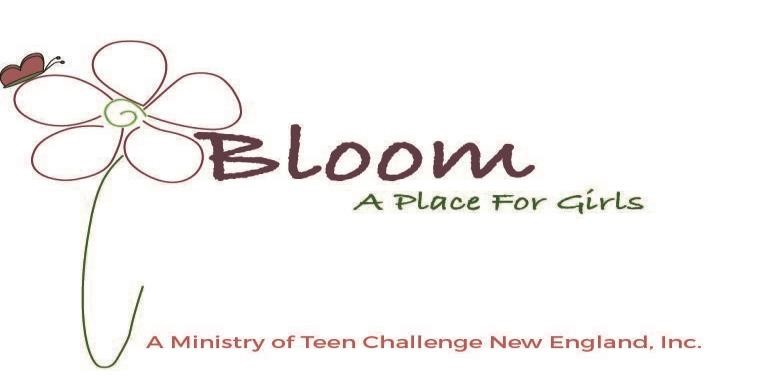 Bloom
A Place For Girls
A Ministry of Teen Challenge New England, Inc.